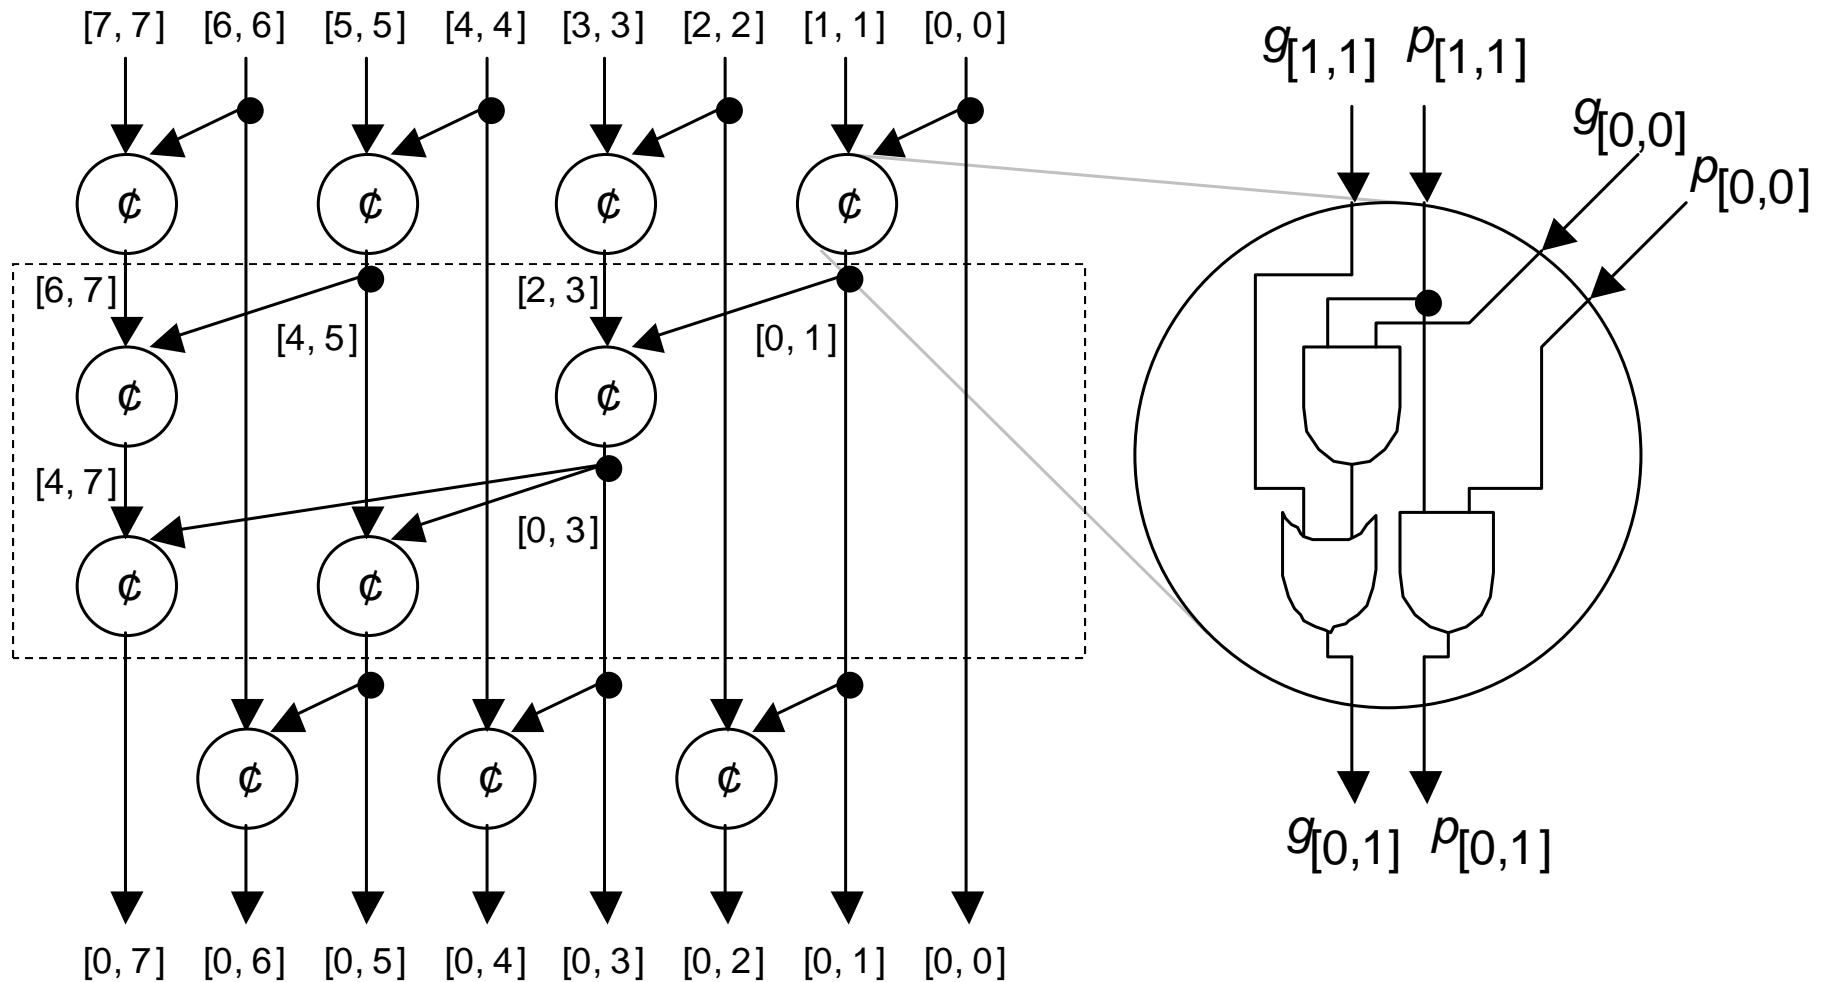 [7, 7] [6, 6] [5, 5] [4, 4] [3, 3] [2, 2] [1, 1] [0, 0]
g[1,1] p[1,1]
g[0,0]
p[0,0]
¢ ¢ ¢ ¢
[6, 7] [2, 3]
[4, 5] [0, 1]
¢ ¢
[4, 7]
[0, 3]
¢ ¢
¢ ¢ ¢
g[0,1] p[0,1]
[0, 7] [0, 6] [0, 5] [0, 4] [0, 3] [0, 2] [0, 1] [0, 0]